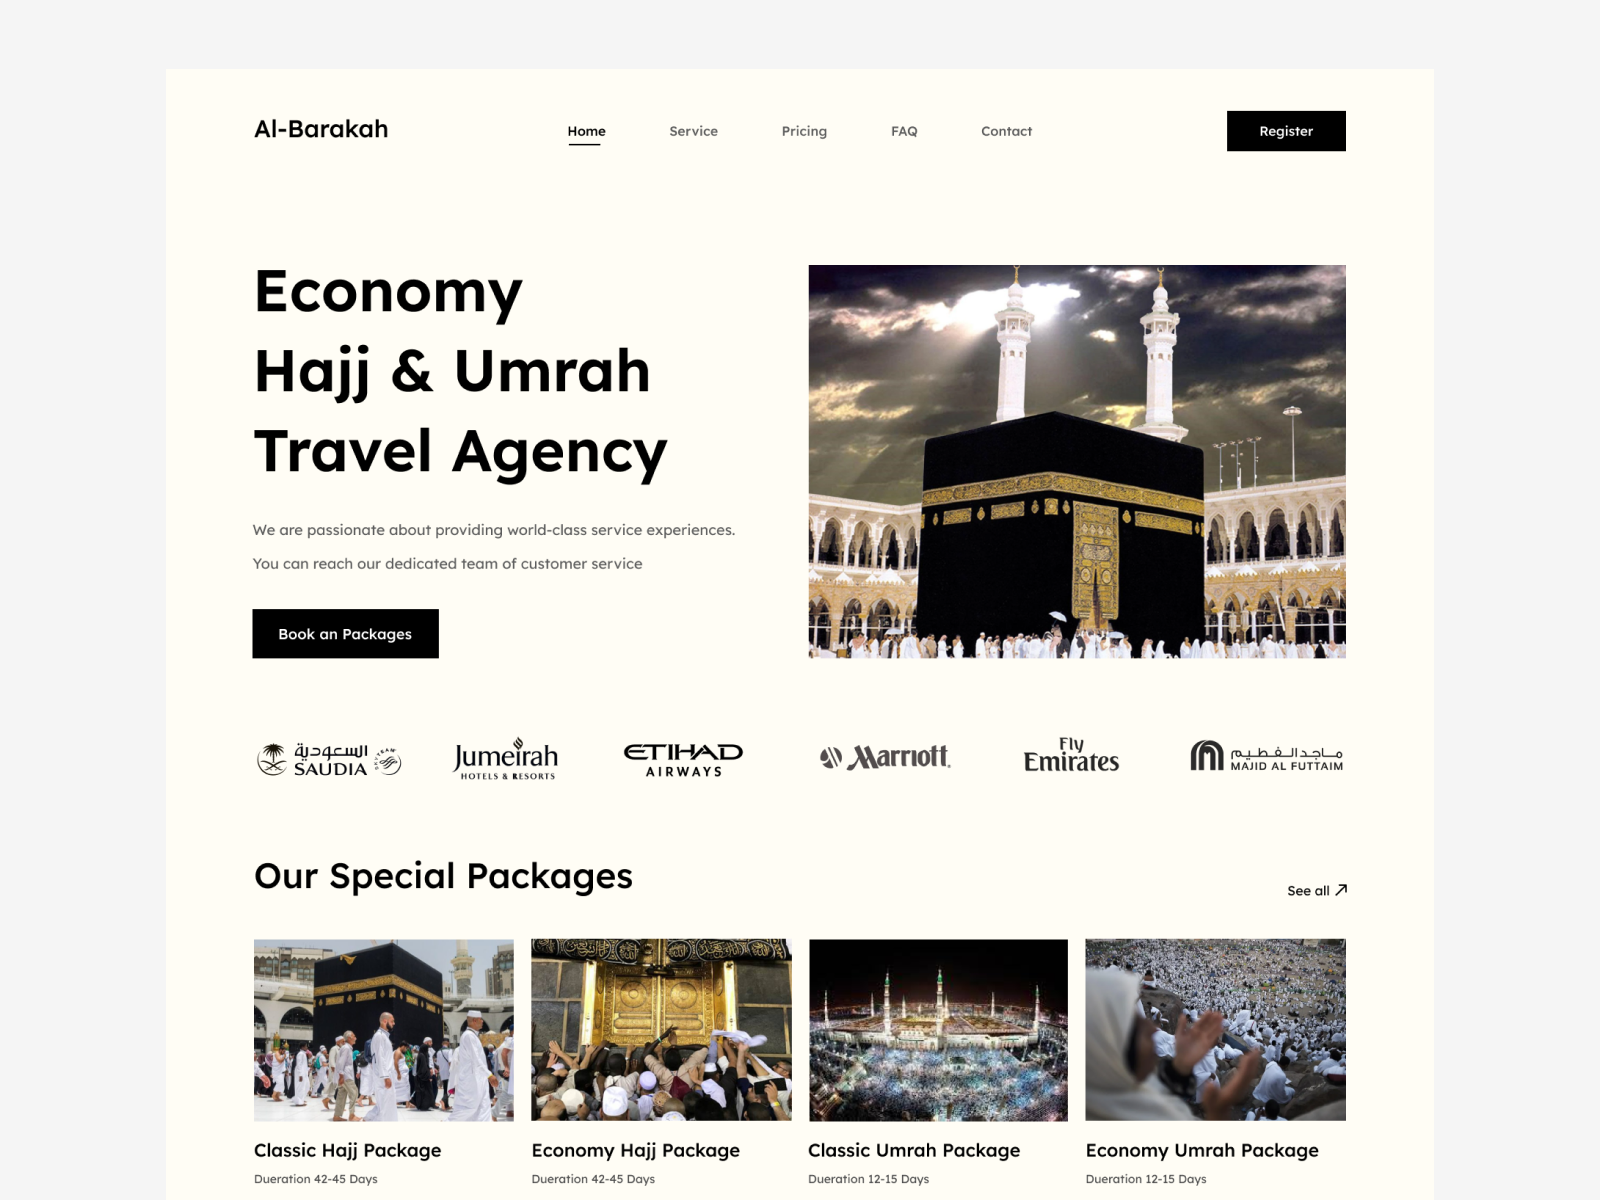 Al-Barakah
Home
Service
Pricing
FAQ
Contact
Register
Economy
Hajj & Umrah
Travel Agency
We are passionate about providing world-class service experiences.
You can reach our dedicated team of customer service
Book an Packages
السعودية
SAUDIA
SKYTEAM
Jumeirah
HOTELS & RESORTS
ETIHAD
AIRWAYS
Marriott
Fly
Emirates
ماجد الفطيم
MAJID AL FUTTAIM
Our Special Packages
See all
Classic Hajj Package
Economy Hajj Package
Classic Umrah Package
Economy Umrah Package
Dueration 42-45 Days
Dueration 42-45 Days
Dueration 12-15 Days
Dueration 12-15 Days